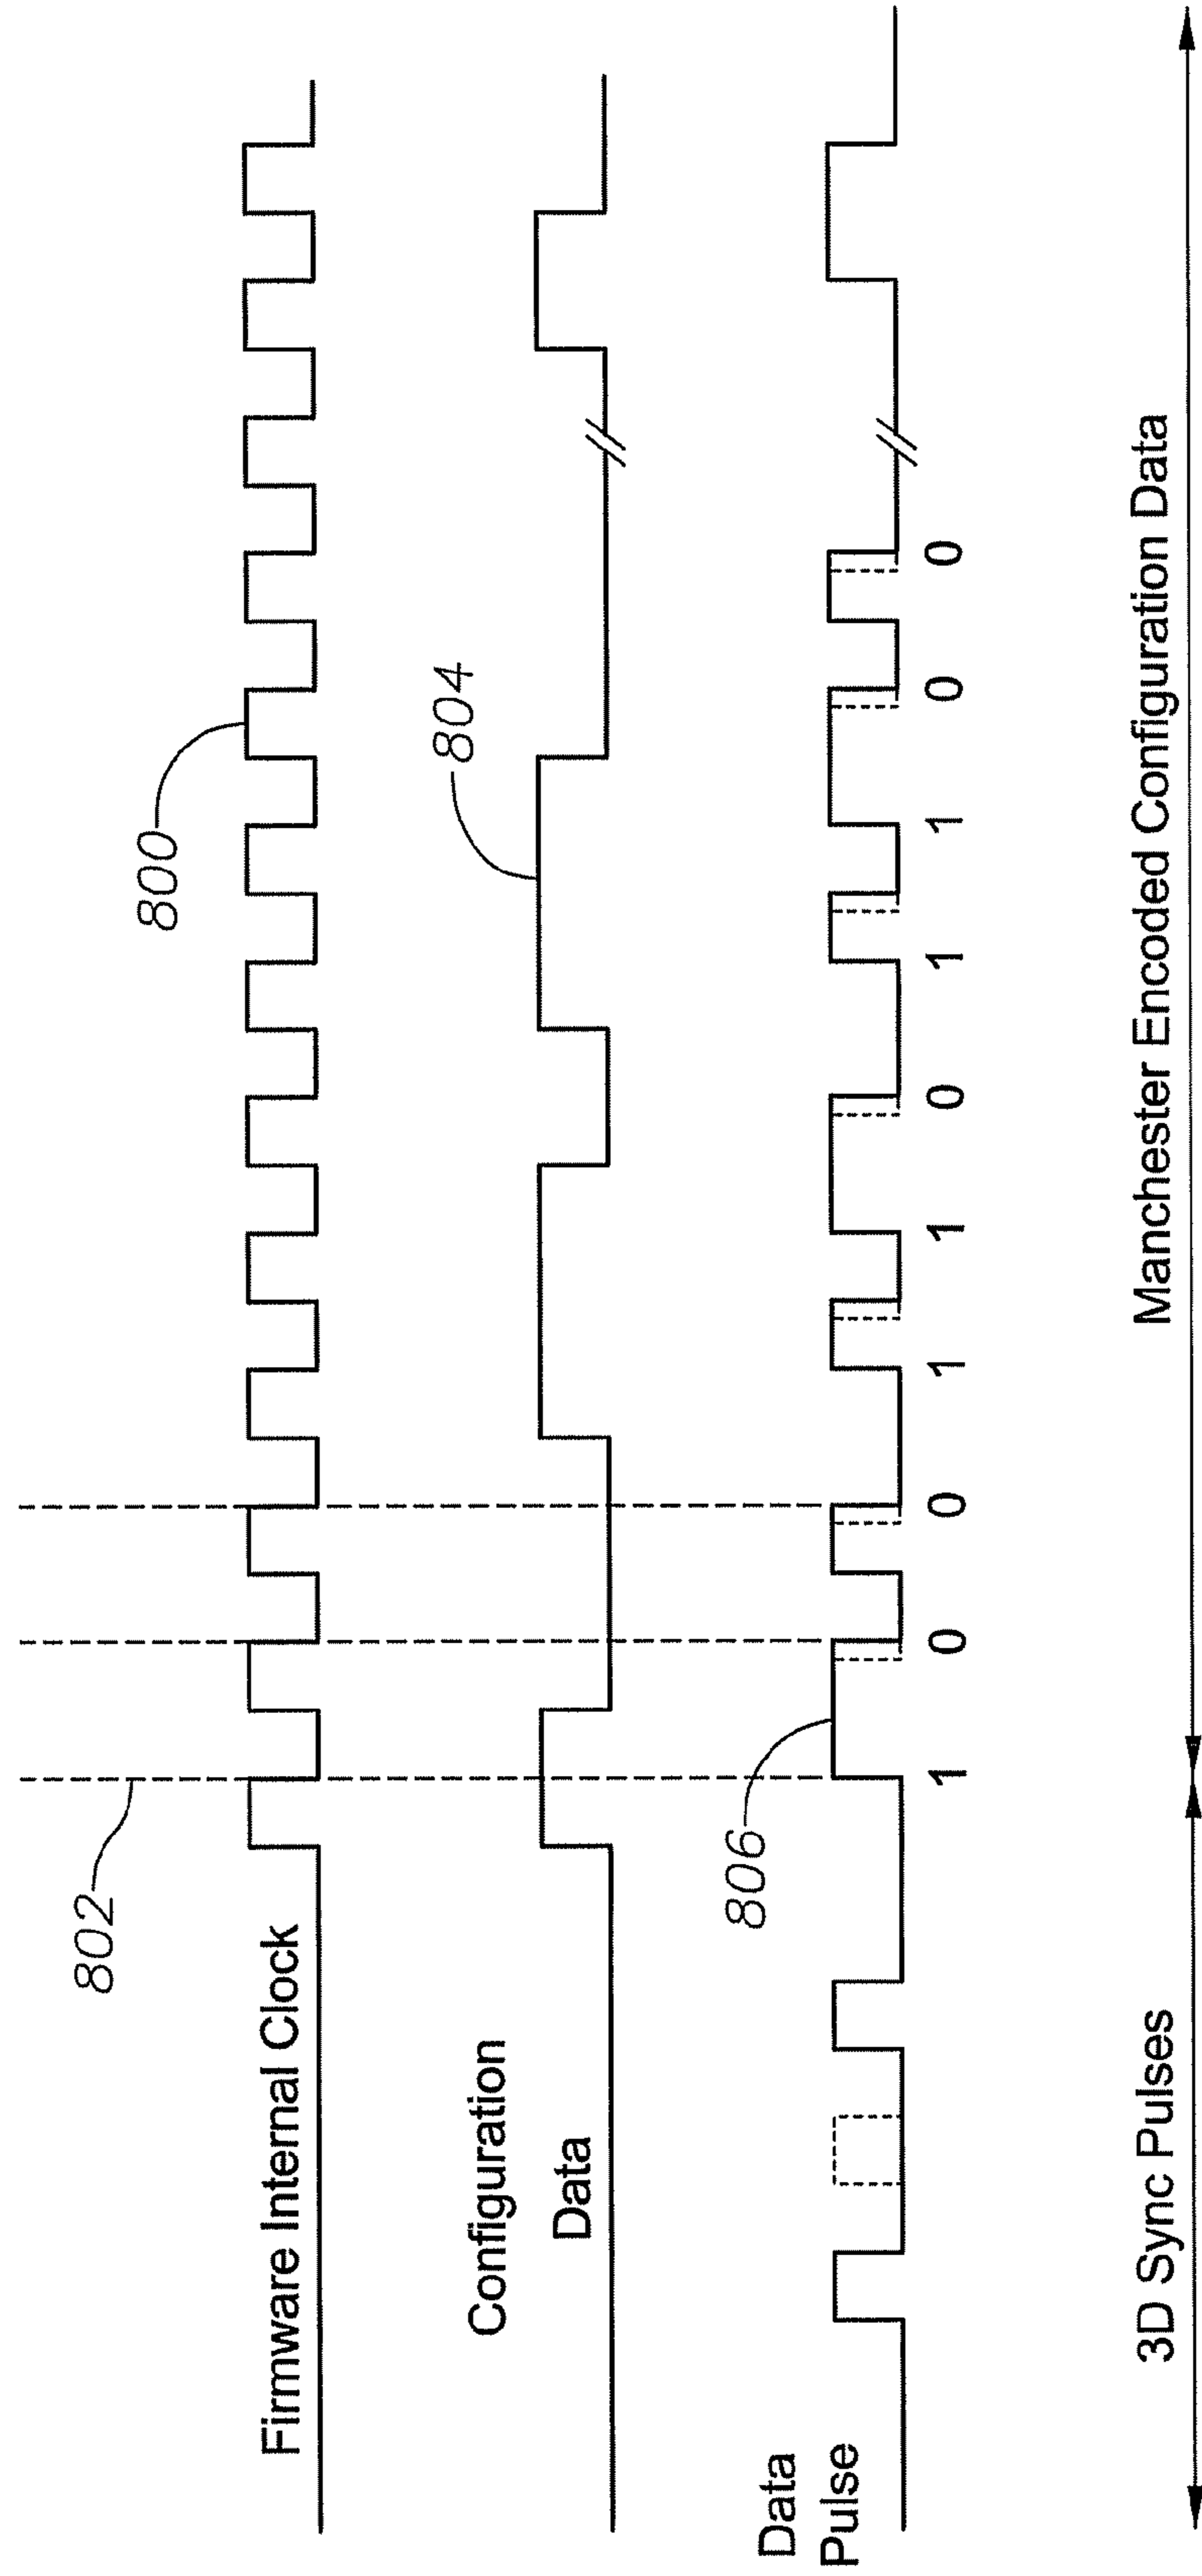 802
800
Firmware Internal Clock
804
Configuration
Data
806
Data
Pulse
1 0 0 1 1 0 1 1 0 0
3D Sync Pulses
Manchester Encoded Configuration Data